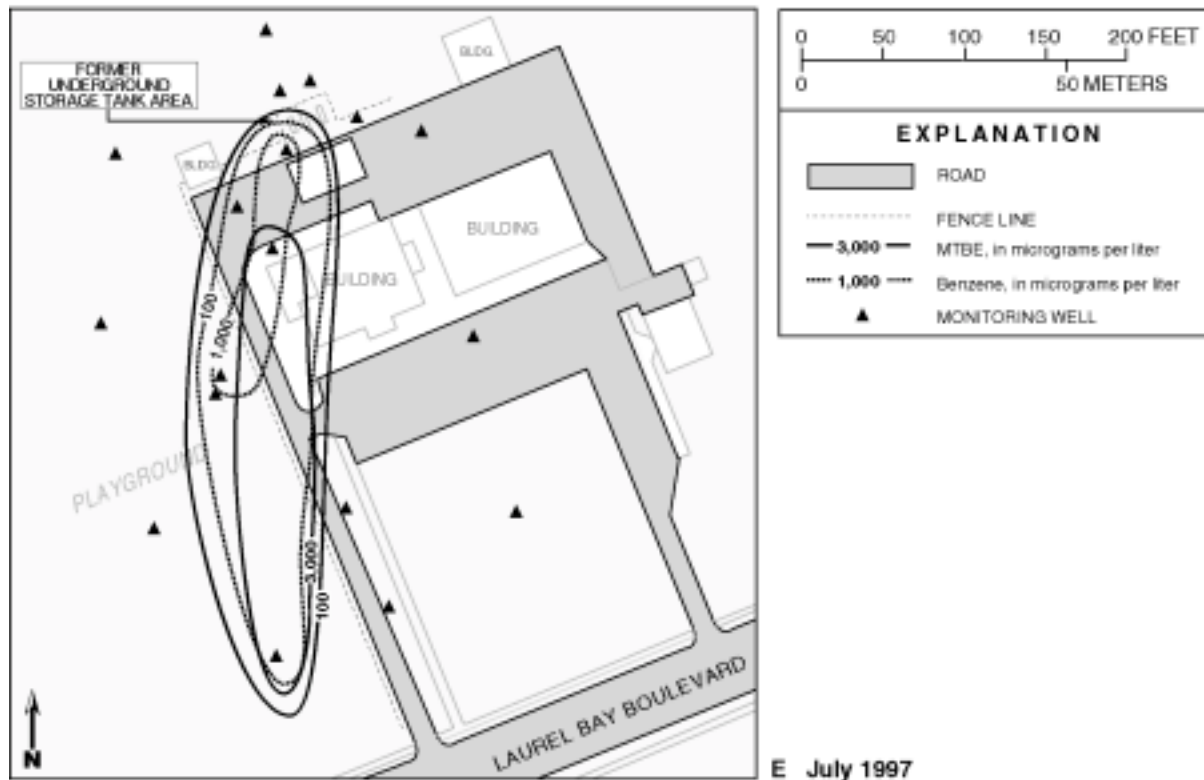 FORMER
UNDERGROUND
STORAGE TANK AREA
BLDG.
BLDG.
BUILDING
BUILDING
100
1,000
PLAYGROUND
3,000
100
LAUREL BAY BOULEVARD
N
0 50 100 150 200 FEET
0 50 METERS
EXPLANATION
ROAD
FENCE LINE
3,000 MTBE, in micrograms per liter
1,000 Benzene, in micrograms per liter
MONITORING WELL
E July 1997